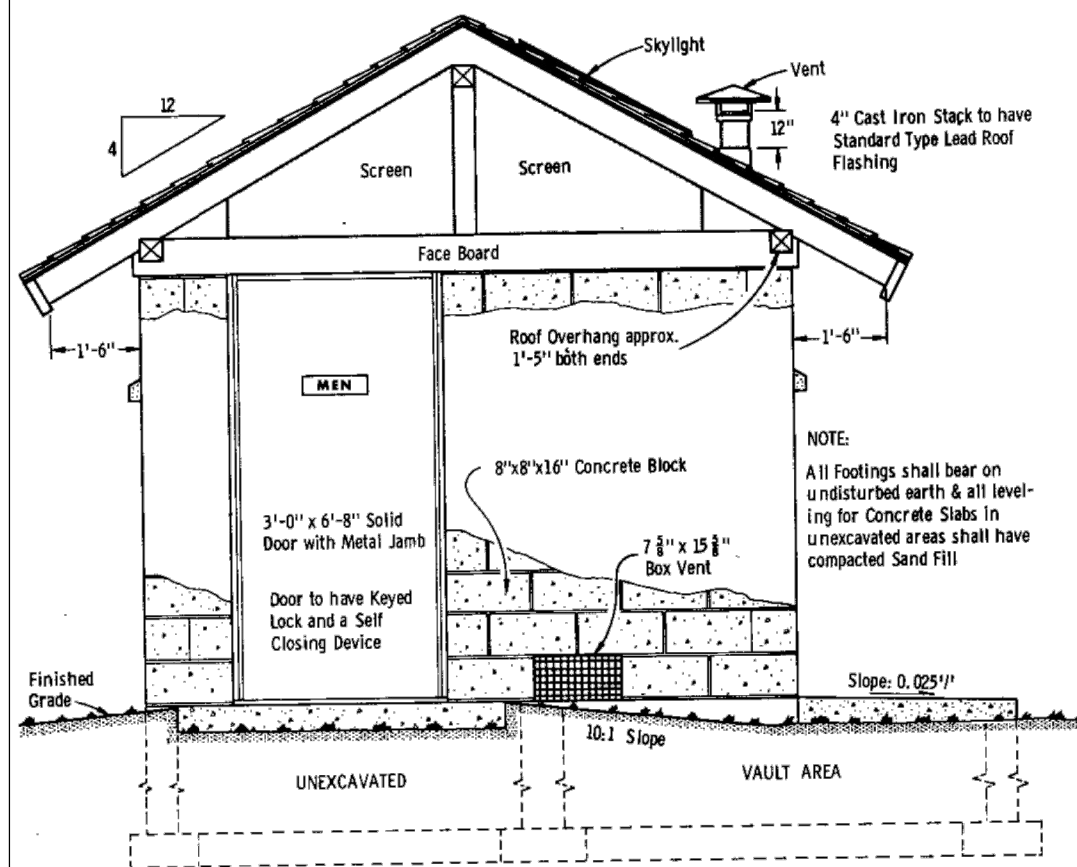 Skylight
Vent
12
4
12"
4" Cast Iron Stack to have
Standard Type Lead Roof
Flashing
Screen
Screen
Face Board
1'-6"
Roof Overhang approx.
1'-5" both ends
1'-6"
MEN
NOTE:
All Footings shall bear on
undisturbed earth & all level-
ing for Concrete Slabs in
unexcavated areas shall have
compacted Sand Fill
8"x8"x16" Concrete Block
3'-0" x 6'-8" Solid
Door with Metal Jamb
7 5/8" x 15 5/8"
Box Vent
Door to have Keyed
Lock and a Self
Closing Device
Finished
Grade
Slope: 0.025'/'
10:1 Slope
UNEXCAVATED
VAULT AREA